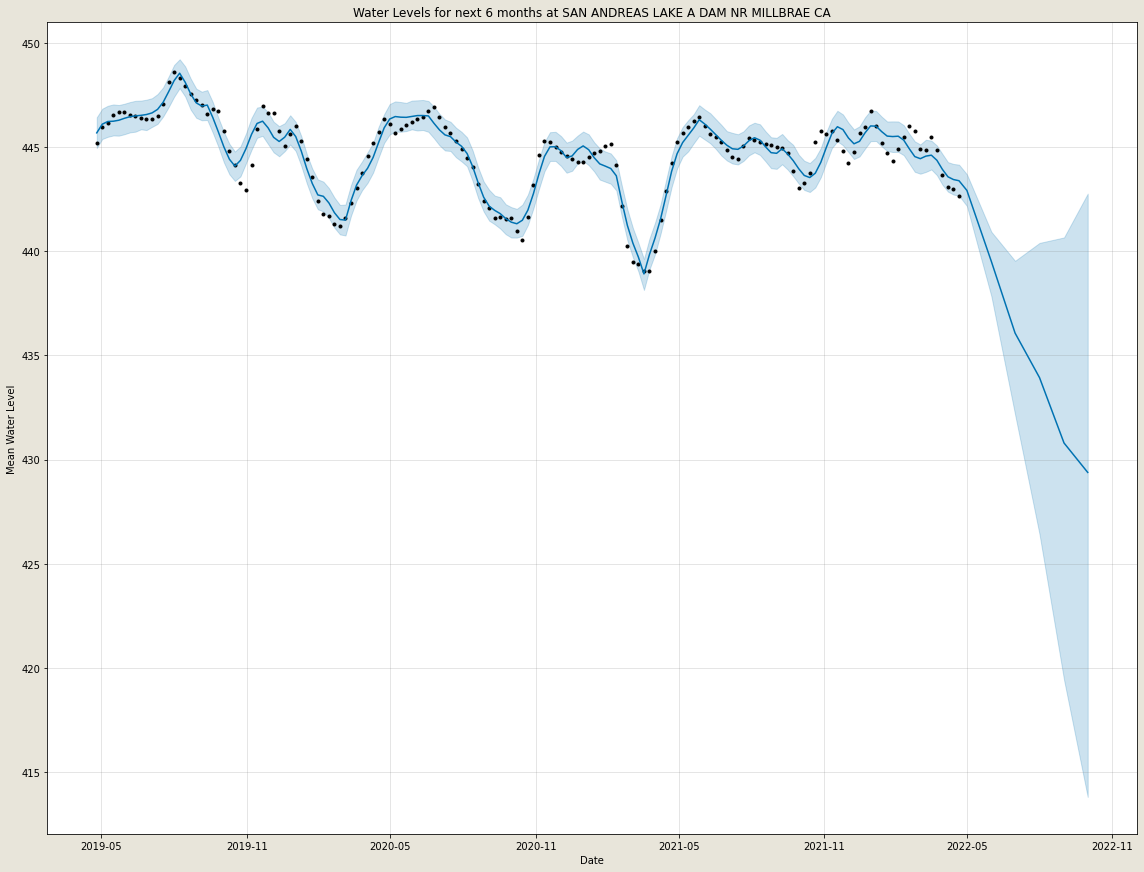 Water Levels for next 6 months at SAN ANDREAS LAKE A DAM NR MILLBRAE CA
450
445
440
435
430
425
420
415
Mean Water Level
2019-05 2019-11 2020-05 2020-11 2021-05 2021-11 2022-05 2022-11
Date